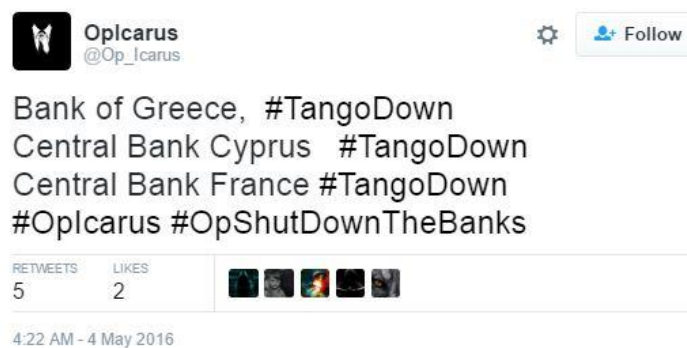 OpIcarus
@Op_Icarus
Follow
Bank of Greece, #TangoDown
Central Bank Cyprus #TangoDown
Central Bank France #TangoDown
#OpIcarus #OpShutDownTheBanks
RETWEETS LIKES
5 2
4:22 AM - 4 May 2016